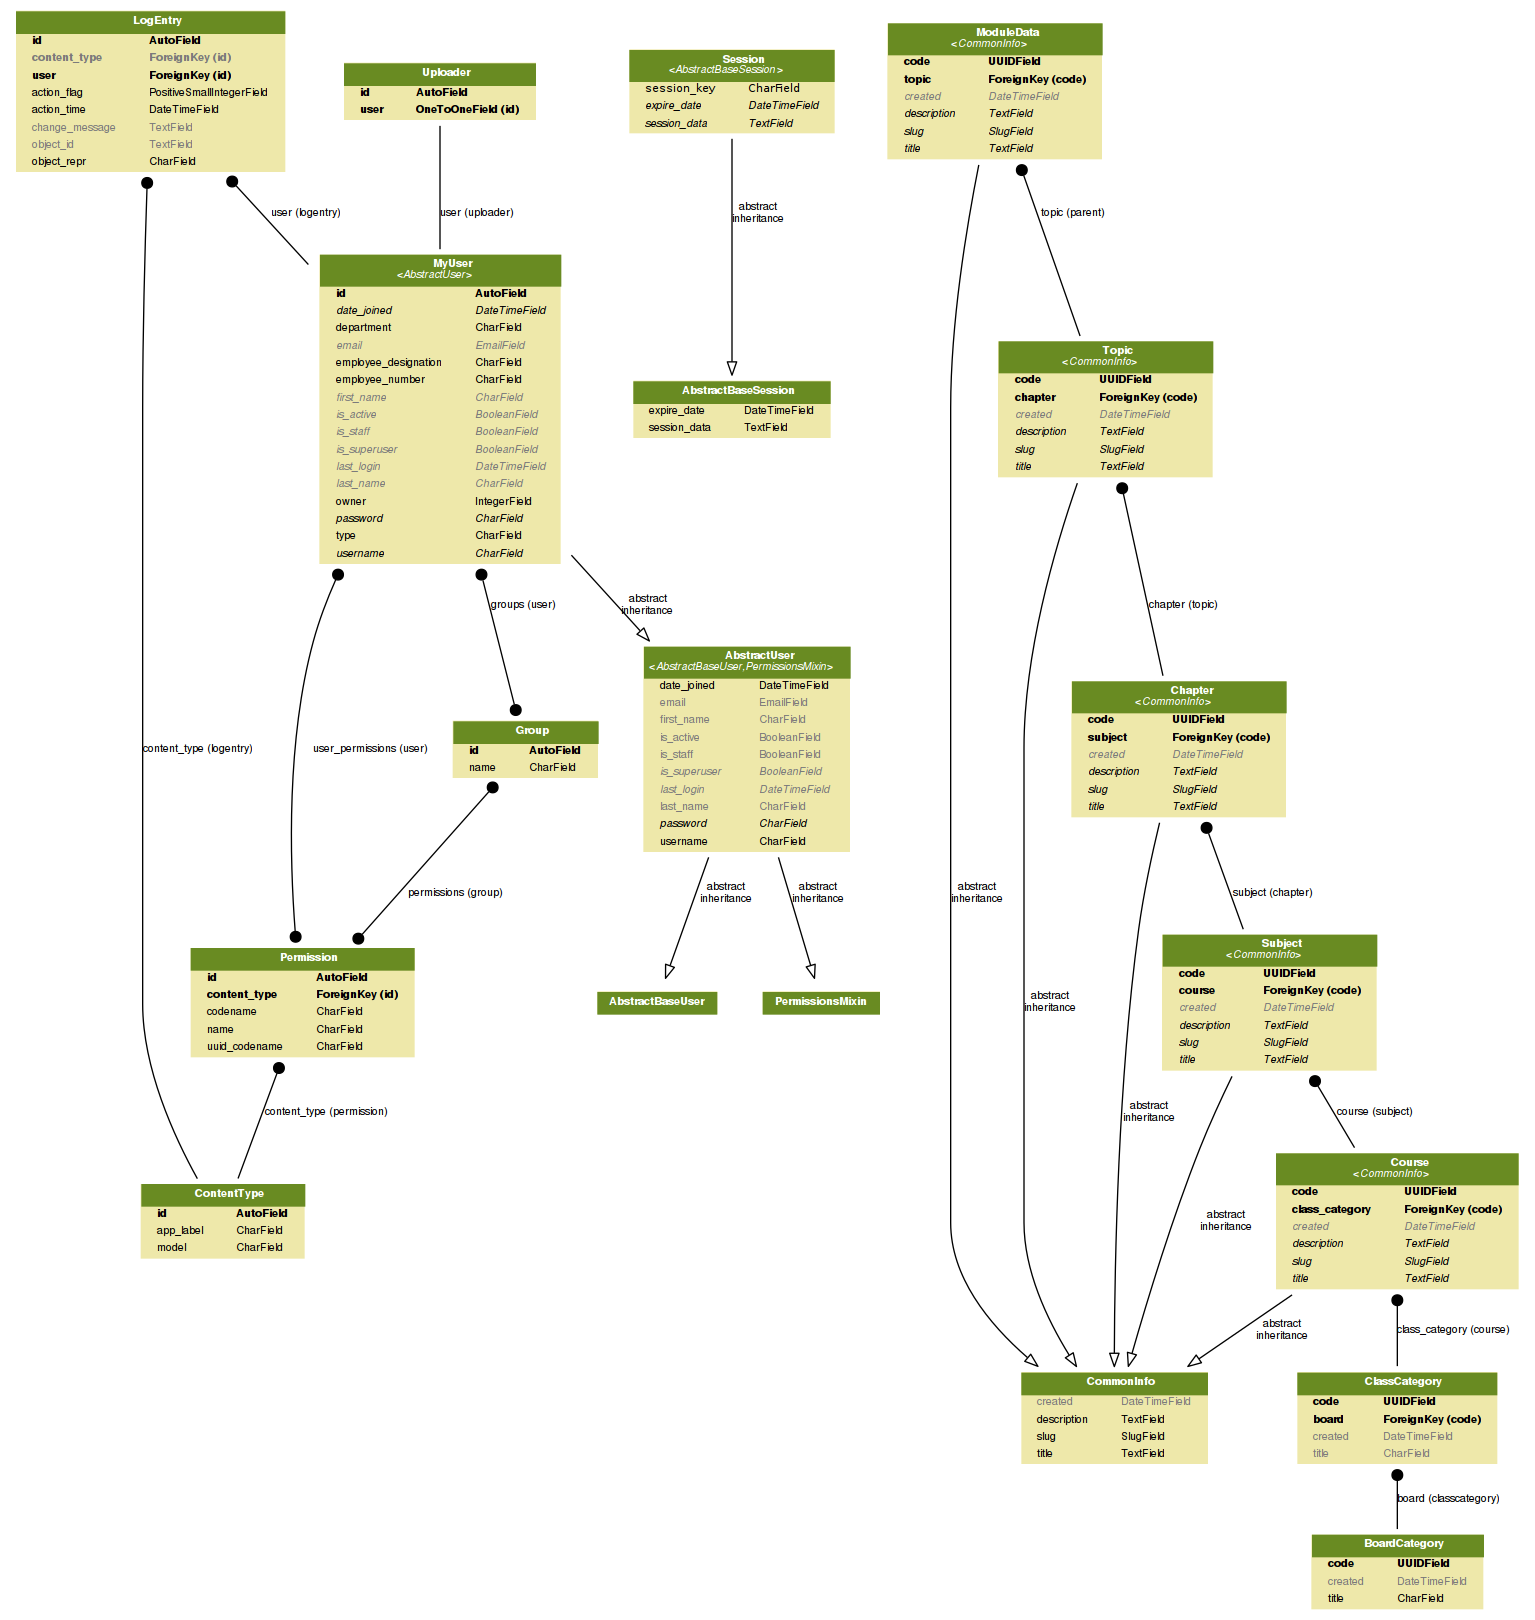 LogEntry
id AutoField
content_type ForeignKey (id)
user ForeignKey (id)
action_flag PositiveSmallIntegerField
action_time DateTimeField
change_message TextField
object_id TextField
object_repr CharField
Uploader
id AutoField
user OneToOneField (id)
Session
<AbstractBaseSession>
session_key CharField
expire_date DateTimeField
session_data TextField
ModuleData
<CommonInfo>
code UUIDField
topic ForeignKey (code)
created DateTimeField
description TextField
slug SlugField
title TextField
user (logentry)
user (uploader)
abstract
inheritance
topic (parent)
MyUser
<AbstractUser>
id AutoField
date_joined DateTimeField
department CharField
email EmailField
employee_designation CharField
employee_number CharField
first_name CharField
is_active BooleanField
is_staff BooleanField
is_superuser BooleanField
last_login DateTimeField
last_name CharField
owner IntegerField
password CharField
type CharField
username CharField
AbstractBaseSession
expire_date DateTimeField
session_data TextField
Topic
<CommonInfo>
code UUIDField
chapter ForeignKey (code)
created DateTimeField
description TextField
slug SlugField
title TextField
groups (user)
abstract
inheritance
chapter (topic)
AbstractUser
<AbstractBaseUser,PermissionsMixin>
date_joined DateTimeField
email EmailField
first_name CharField
is_active BooleanField
is_staff BooleanField
is_superuser BooleanField
last_login DateTimeField
last_name CharField
password CharField
username CharField
Chapter
<CommonInfo>
code UUIDField
subject ForeignKey (code)
created DateTimeField
description TextField
slug SlugField
title TextField
Group
id AutoField
name CharField
content_type (logentry)
user_permissions (user)
permissions (group)
abstract
inheritance
abstract
inheritance
abstract
inheritance
subject (chapter)
Permission
id AutoField
content_type ForeignKey (id)
codename CharField
name CharField
uuid_codename CharField
AbstractBaseUser
PermissionsMixin
abstract
inheritance
Subject
<CommonInfo>
code UUIDField
course ForeignKey (code)
created DateTimeField
description TextField
slug SlugField
title TextField
content_type (permission)
abstract
inheritance
course (subject)
ContentType
id AutoField
app_label CharField
model CharField
abstract
inheritance
Course
<CommonInfo>
code UUIDField
class_category ForeignKey (code)
created DateTimeField
description TextField
slug SlugField
title TextField
abstract
inheritance
class_category (course)
CommonInfo
created DateTimeField
description TextField
slug SlugField
title TextField
ClassCategory
code UUIDField
board ForeignKey (code)
created DateTimeField
title CharField
board (classcategory)
BoardCategory
code UUIDField
created DateTimeField
title CharField